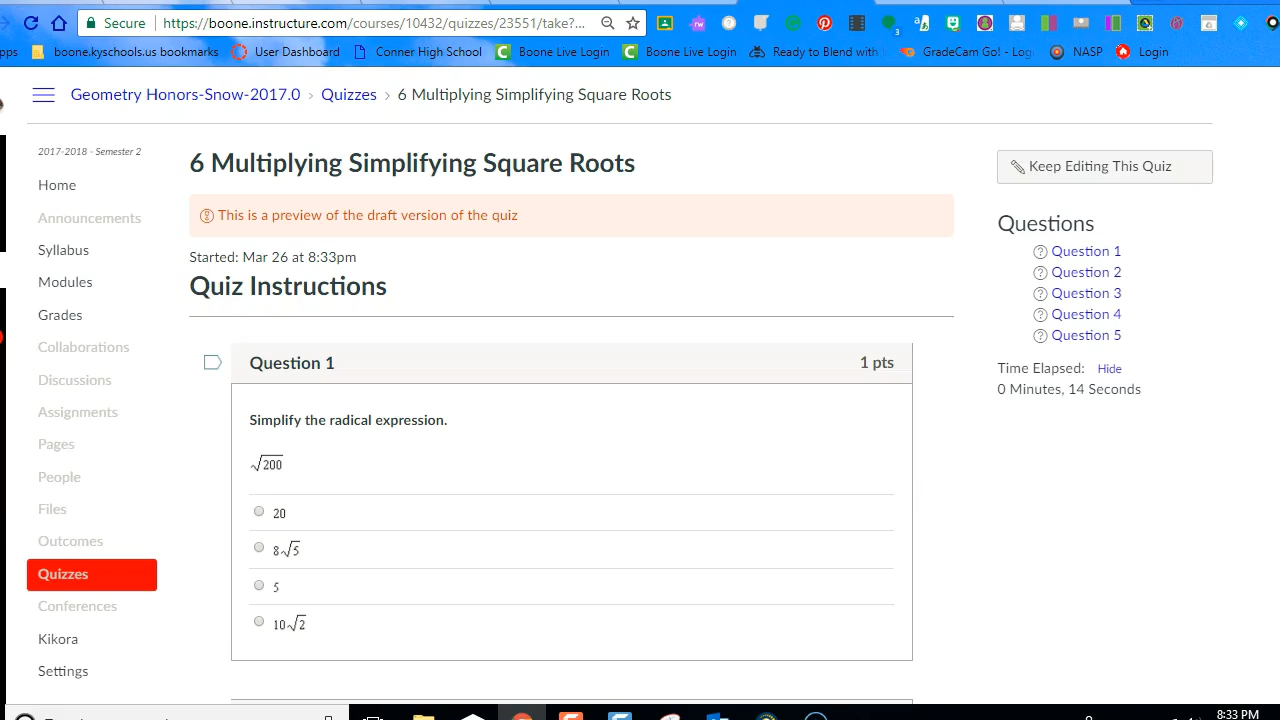 Secure https://boone.instructure.com/courses/10432/quizzes/23551/take?...
boone.kyschools.us bookmarks User Dashboard Conner High School Boone Live Login Boone Live Login Ready to Blend with GradeCam Go! - Log NASP Login
Geometry Honors-Snow-2017.0 › Quizzes › 6 Multiplying Simplifying Square Roots
2017-2018 - Semester 2
Home
Announcements
Syllabus
Modules
Grades
Collaborations
Discussions
Assignments
Pages
People
Files
Outcomes
Quizzes
Conferences
Kikora
Settings
6 Multiplying Simplifying Square Roots
This is a preview of the draft version of the quiz
Started: Mar 26 at 8:33pm
Quiz Instructions
Question 1 1 pts
Simplify the radical expression.
√200
20
8√5
5
10√2
Keep Editing This Quiz
Questions
Question 1
Question 2
Question 3
Question 4
Question 5
Time Elapsed: Hide
0 Minutes, 14 Seconds
8:33 PM